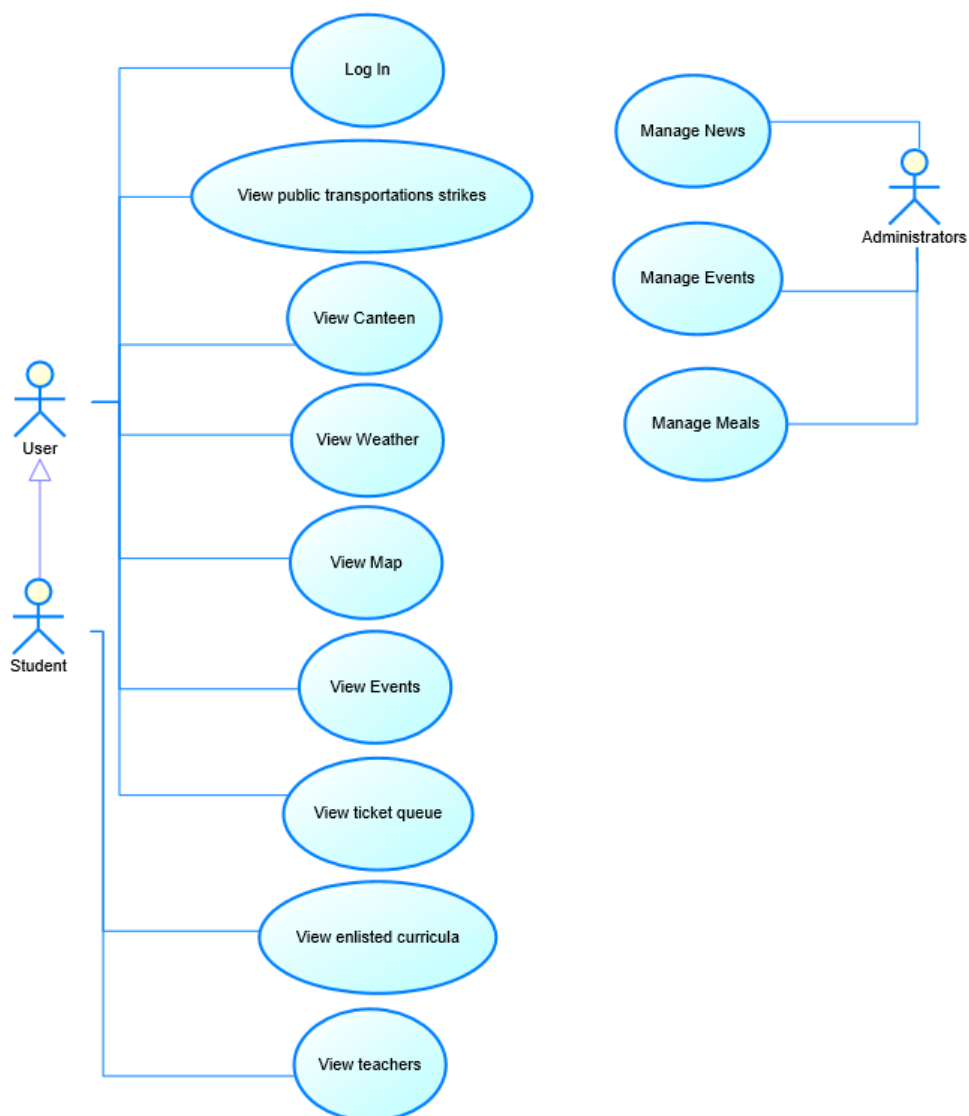 Log In
Manage News
View public transportations strikes
Administrators
Manage Events
View Canteen
User
View Weather
Manage Meals
View Map
Student
View Events
View ticket queue
View enlisted curricula
View teachers